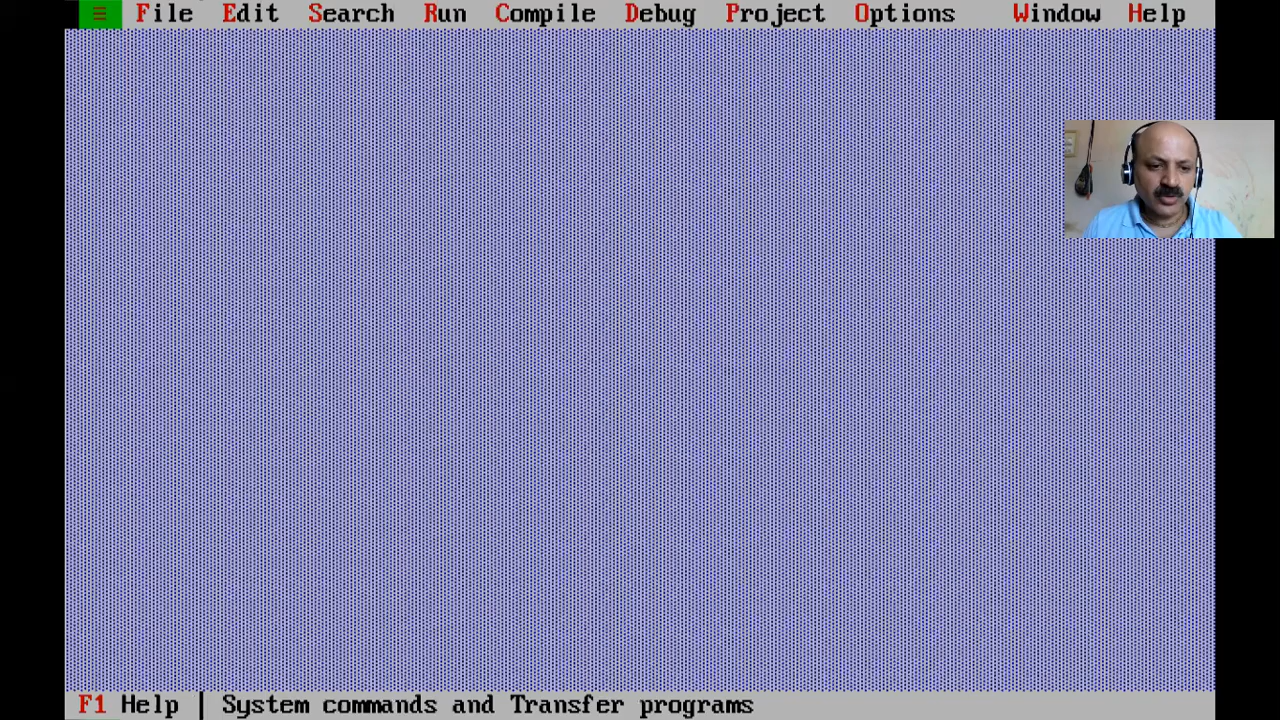 ≡ File Edit Search Run Compile Debug Project Options Window Help
F1 Help | System commands and Transfer programs